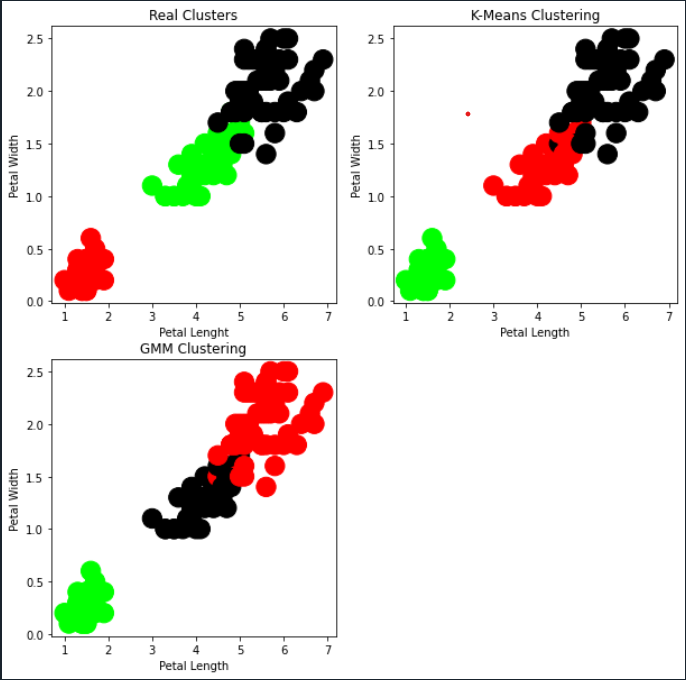 Real Clusters
K-Means Clustering
2.5
2.0
1.5
1.0
0.5
0.0
Petal Width
1 2 3 4 5 6 7
Petal Lenght
2.5
2.0
1.5
1.0
0.5
0.0
Petal Width
1 2 3 4 5 6 7
Petal Length
GMM Clustering
2.5
2.0
1.5
1.0
0.5
0.0
Petal Width
1 2 3 4 5 6 7
Petal Length